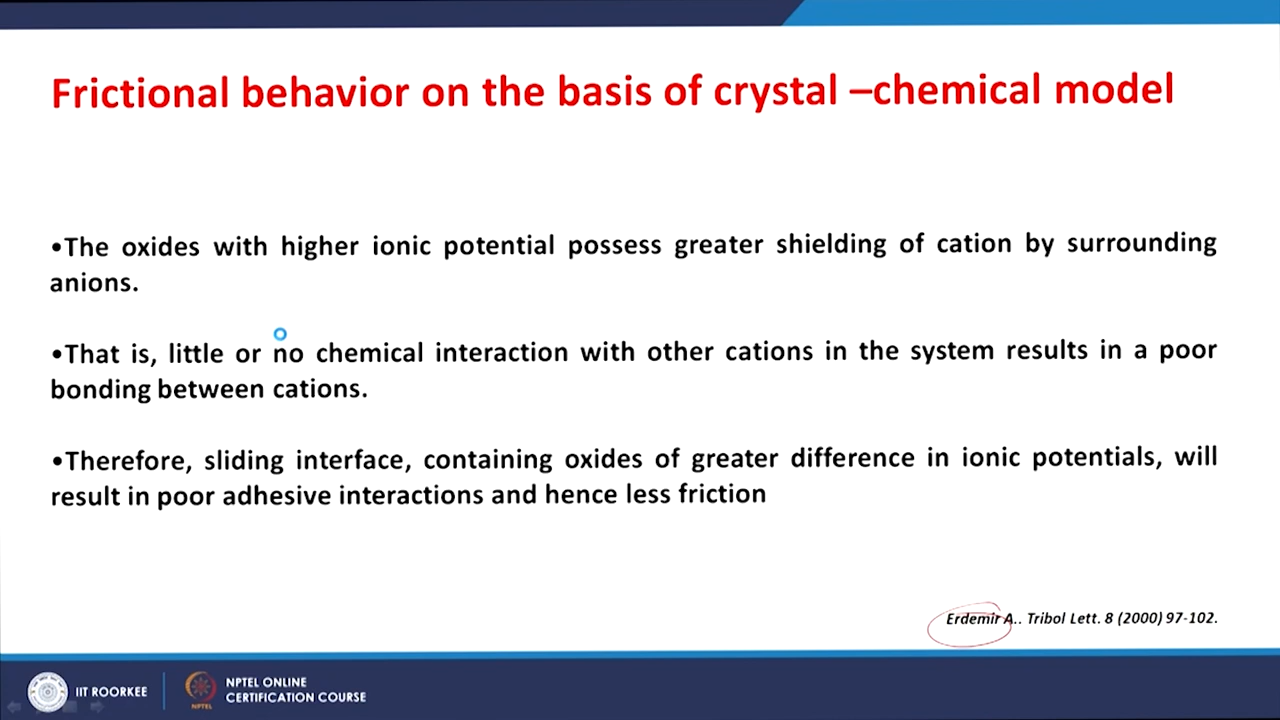 Frictional behavior on the basis of crystal –chemical model
•The oxides with higher ionic potential possess greater shielding of cation by surrounding
anions.
•That is, little or no chemical interaction with other cations in the system results in a poor
bonding between cations.
•Therefore, sliding interface, containing oxides of greater difference in ionic potentials, will
result in poor adhesive interactions and hence less friction
Erdemir A.. Tribol Lett. 8 (2000) 97-102.
IIT ROORKEE
NPTEL
NPTEL ONLINE
CERTIFICATION COURSE